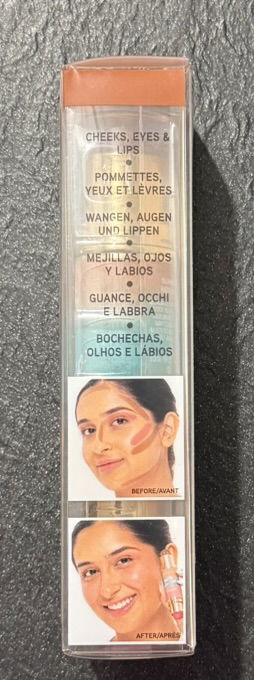 CHEEKS, EYES &
LIPS
•
POMMETTES,
YEUX ET LÈVRES
•
WANGEN, AUGEN
UND LIPPEN
•
MEJILLAS, OJOS
Y LABIOS
•
GUANCE, OCCHI
E LABBRA
•
BOCHECHAS,
OLHOS E LÁBIOS
BEFORE/AVANT
AFTER/APRÈS